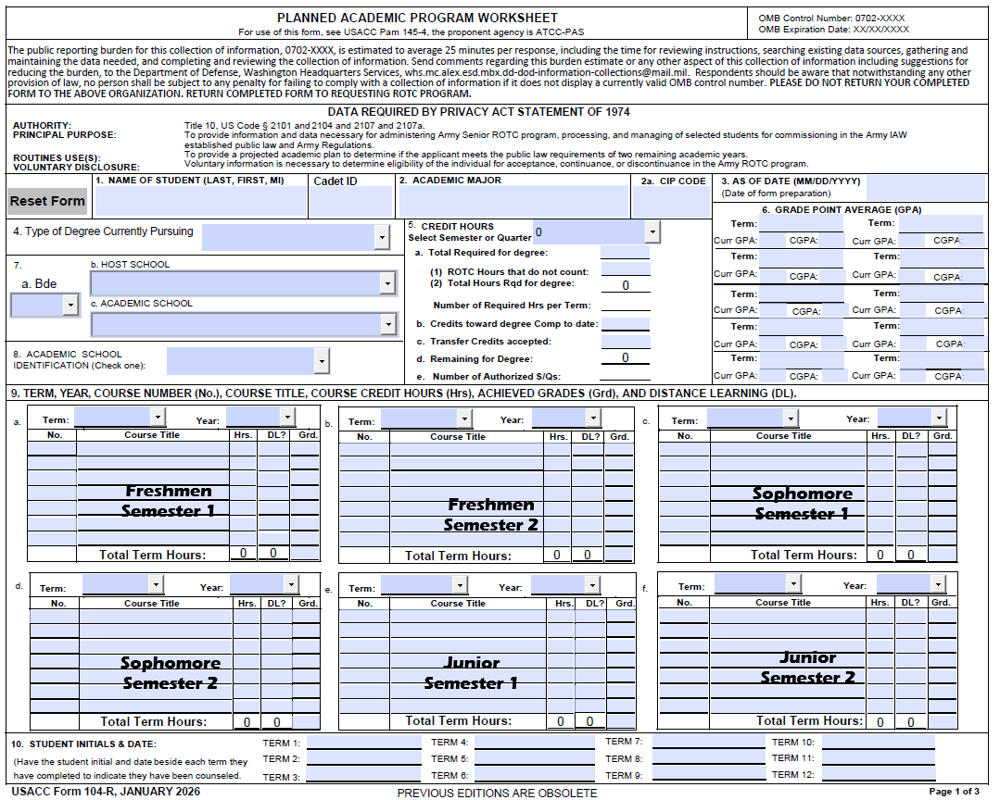 PLANNED ACADEMIC PROGRAM WORKSHEET
For use of this form, see USACC Pam 145-4, the proponent agency is ATCC-PAS
OMB Control Number: 0702-XXXX
OMB Expiration Date: XX/XX/XXXX
The public reporting burden for this collection of information, 0702-XXXX, is estimated to average 25 minutes per response, including the time for reviewing instructions, searching existing data sources, gathering and
maintaining the data needed, and completing and reviewing the collection of information. Send comments regarding this burden estimate or any other aspect of this collection of information including suggestions for
reducing the burden, to the Department of Defense, Washington Headquarters Services, whs.mc.alex.esd.mbx.dd-dod-information-collections@mail.mil. Respondents should be aware that notwithstanding any other
provision of law, no person shall be subject to any penalty for failing to comply with a collection of information if it does not display a currently valid OMB control number. PLEASE DO NOT RETURN YOUR COMPLETED
FORM TO THE ABOVE ORGANIZATION. RETURN COMPLETED FORM TO REQUESTING ROTC PROGRAM.
DATA REQUIRED BY PRIVACY ACT STATEMENT OF 1974
AUTHORITY: Title 10, US Code § 2101 and 2104 and 2107 and 2107a.
PRINCIPAL PURPOSE: To provide information and data necessary for administering Army Senior ROTC program, processing, and managing of selected students for commissioning in the Army IAW
established public law and Army Regulations.
ROUTINES USE(S): To provide a projected academic plan to determine if the applicant meets the public law requirements of two remaining academic years.
VOLUNTARY DISCLOSURE: Voluntary information is necessary to determine eligibility of the individual for acceptance, continuance, or discontinuance in the Army ROTC program.
Reset Form
1. NAME OF STUDENT (LAST, FIRST, MI)
Cadet ID
2. ACADEMIC MAJOR
2a. CIP CODE
3. AS OF DATE (MM/DD/YYYY)
(Date of form preparation)
4. Type of Degree Currently Pursuing
5. CREDIT HOURS
Select Semester or Quarter 0
a. Total Required for degree:
(1) ROTC Hours that do not count:
(2) Total Hours Rqd for degree: 0
Number of Required Hrs per Term:
b. Credits toward degree Comp to date:
c. Transfer Credits accepted:
d. Remaining for Degree: 0
e. Number of Authorized S/Qs:
6. GRADE POINT AVERAGE (GPA)
Term: Term:
Curr GPA: CGPA: Curr GPA: CGPA:
Term: Term:
Curr GPA: CGPA: Curr GPA: CGPA:
Term: Term:
Curr GPA: CGPA: Curr GPA: CGPA:
Term: Term:
Curr GPA: CGPA: Curr GPA: CGPA:
Term: Term:
Curr GPA: CGPA: Curr GPA: CGPA:
7.
a. Bde
b. HOST SCHOOL
c. ACADEMIC SCHOOL
8. ACADEMIC SCHOOL
IDENTIFICATION (Check one):
9. TERM, YEAR, COURSE NUMBER (No.), COURSE TITLE, COURSE CREDIT HOURS (Hrs), ACHIEVED GRADES (Grd), AND DISTANCE LEARNING (DL).
a. Term: Year:
No. Course Title Hrs. DL? Grd.
Freshmen
Semester 1
Total Term Hours: 0 0
b. Term: Year:
No. Course Title Hrs. DL? Grd.
Freshmen
Semester 2
Total Term Hours: 0 0
c. Term: Year:
No. Course Title Hrs. DL? Grd.
Sophomore
Semester 1
Total Term Hours: 0 0
d. Term: Year:
No. Course Title Hrs. DL? Grd.
Sophomore
Semester 2
Total Term Hours: 0 0
e. Term: Year:
No. Course Title Hrs. DL? Grd.
Junior
Semester 1
Total Term Hours: 0 0
f. Term: Year:
No. Course Title Hrs. DL? Grd.
Junior
Semester 2
Total Term Hours: 0 0
10. STUDENT INITIALS & DATE:
(Have the student initial and date beside each term they
have completed to indicate they have been counseled.
TERM 1: TERM 4: TERM 7: TERM 10:
TERM 2: TERM 5: TERM 8: TERM 11:
TERM 3: TERM 6: TERM 9: TERM 12:
USACC Form 104-R, JANUARY 2026
PREVIOUS EDITIONS ARE OBSOLETE
Page 1 of 3